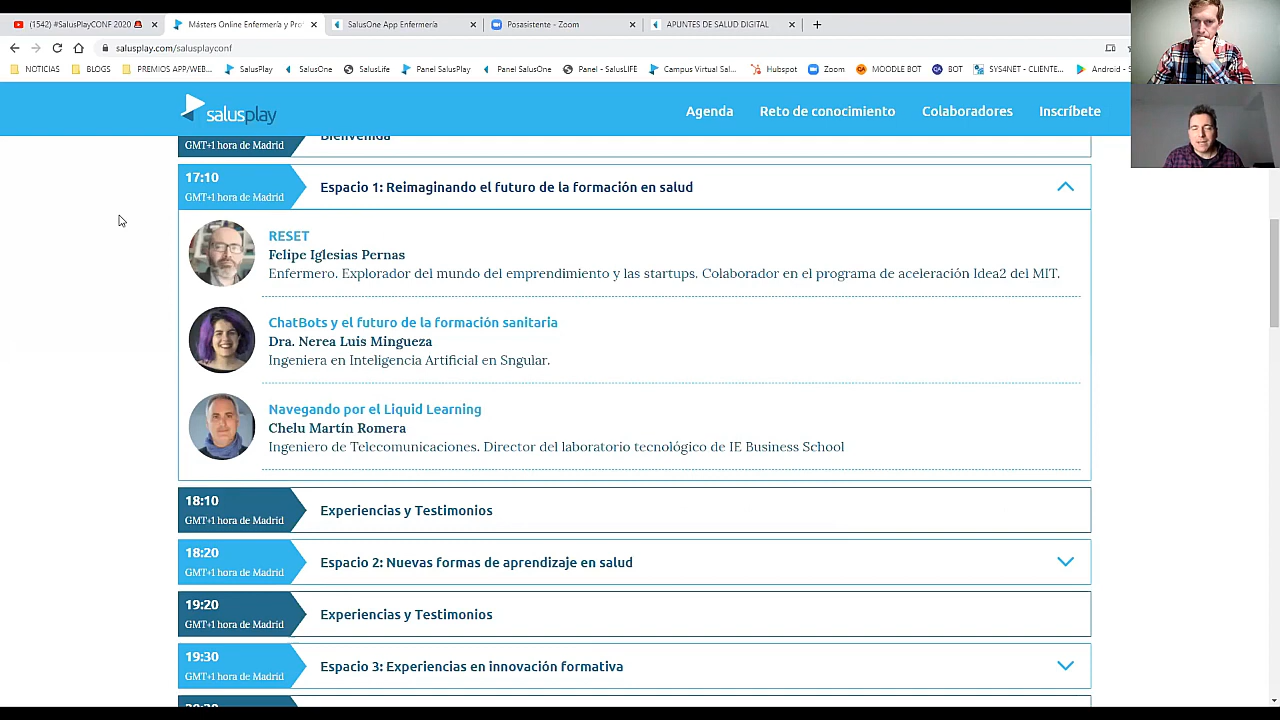 (1542) #SalusPlayCONF 2020
Másters Online Enfermería y Pro
SalusOne App Enfermería
Posasistente - Zoom
APUNTES DE SALUD DIGITAL
salusplay.com/salusplayconf
NOTICIAS
BLOGS
PREMIOS APP/WEB...
SalusPlay
SalusOne
SalusLife
Panel SalusPlay
Panel SalusOne
Panel - SalusLIFE
Campus Virtual Sal...
Hubspot
Zoom
MOODLE BOT
BOT
SYS4NET - CLIENTE...
Android - S
salusplay
Agenda
Reto de conocimiento
Colaboradores
Inscríbete
Bienvenida
GMT+1 hora de Madrid
17:10
GMT+1 hora de Madrid
Espacio 1: Reimaginando el futuro de la formación en salud
RESET
Felipe Iglesias Pernas
Enfermero. Explorador del mundo del emprendimiento y las startups. Colaborador en el programa de aceleración Idea2 del MIT.
ChatBots y el futuro de la formación sanitaria
Dra. Nerea Luis Mingueza
Ingeniera en Inteligencia Artificial en Sngular.
Navegando por el Liquid Learning
Chelu Martín Romera
Ingeniero de Telecomunicaciones. Director del laboratorio tecnológico de IE Business School
18:10
GMT+1 hora de Madrid
Experiencias y Testimonios
18:20
GMT+1 hora de Madrid
Espacio 2: Nuevas formas de aprendizaje en salud
19:20
GMT+1 hora de Madrid
Experiencias y Testimonios
19:30
GMT+1 hora de Madrid
Espacio 3: Experiencias en innovación formativa